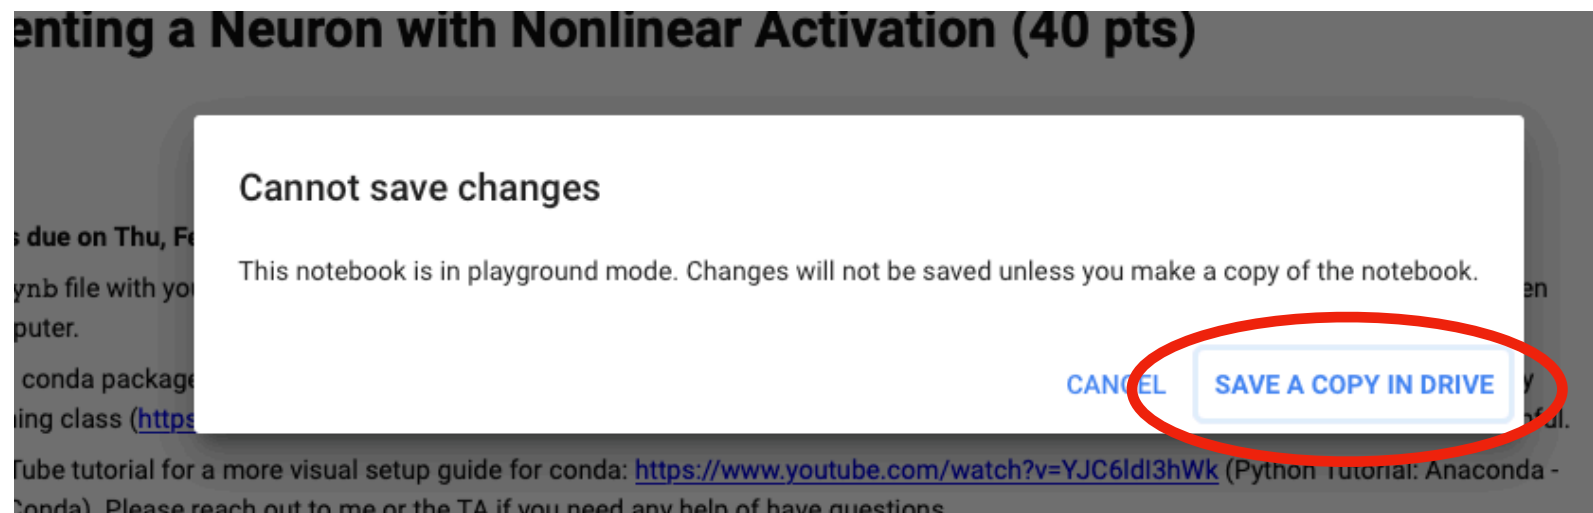 enting a Neuron with Nonlinear Activation (40 pts)
Cannot save changes
s due on Thu, Fe
This notebook is in playground mode. Changes will not be saved unless you make a copy of the notebook.
ynb file with you
en
puter.
CANCEL SAVE A COPY IN DRIVE
conda package
y
ing class (https
ful.
Tube tutorial for a more visual setup guide for conda: https://www.youtube.com/watch?v=YJC6ldI3hWk (Python Tutorial: Anaconda -
Conda). Please reach out to me or the TA if you need any help of have questions.